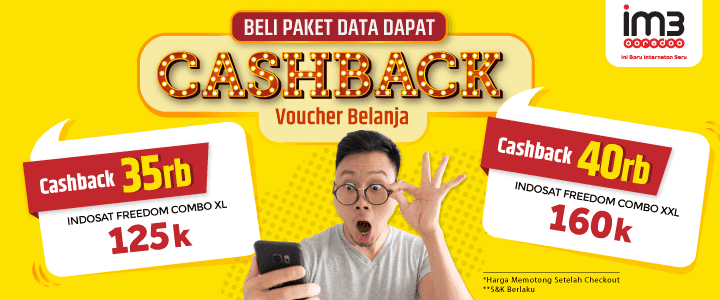 BELI PAKET DATA DAPAT
CASHBACK
Voucher Belanja
im3
ooredoo
Ini Baru Internetan Seru
Cashback 35rb
INDOSAT FREEDOM COMBO XL
125k
Cashback 40rb
INDOSAT FREEDOM COMBO XXL
160k
*Harga Memotong Setelah Checkout
**S&K Berlaku